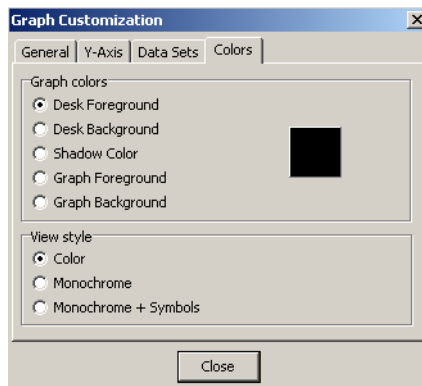 Graph Customization
General Y-Axis Data Sets Colors
Graph colors
Desk Foreground
Desk Background
Shadow Color
Graph Foreground
Graph Background
View style
Color
Monochrome
Monochrome + Symbols
Close